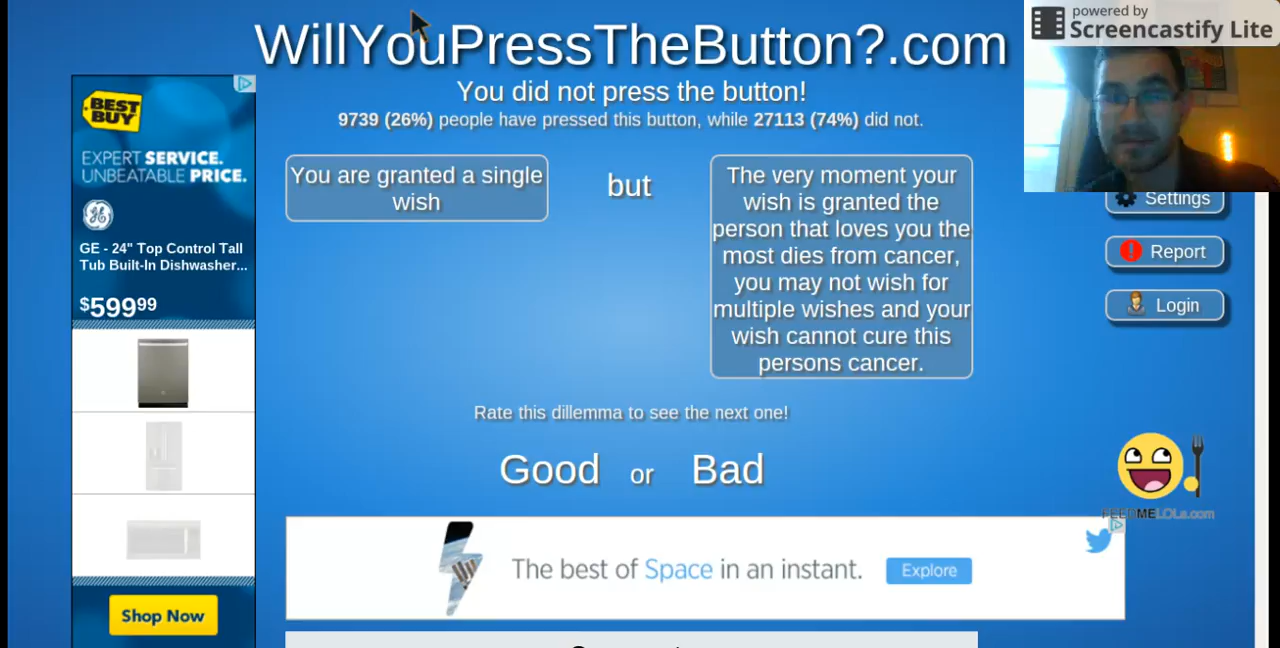 powered by
Screencastify Lite
WillYouPressTheButton?.com
You did not press the button!
9739 (26%) people have pressed this button, while 27113 (74%) did not.
BEST
BUY
EXPERT SERVICE.
UNBEATABLE PRICE.
GE
GE - 24" Top Control Tall
Tub Built-In Dishwasher...
$599⁹⁹
Shop Now
You are granted a single
wish
but
The very moment your
wish is granted the
person that loves you the
most dies from cancer,
you may not wish for
multiple wishes and your
wish cannot cure this
persons cancer.
Settings
Report
Login
Rate this dillemma to see the next one!
Good or Bad
FEEDMELOLs.com
The best of Space in an instant.
Explore